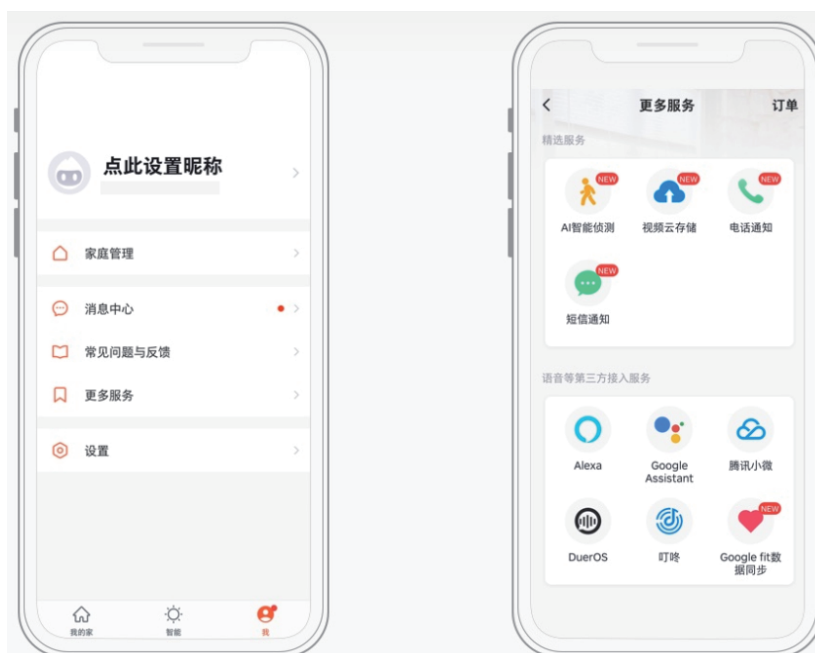 点此设置昵称
家庭管理
消息中心
常见问题与反馈
更多服务
设置
我的家
智能
我
更多服务
订单
精选服务
NEW
NEW
NEW
AI智能侦测
视频云存储
电话通知
NEW
短信通知
语音等第三方接入服务
Alexa
Google
Assistant
腾讯小微
NEW
DuerOS
叮咚
Google fit数
据同步